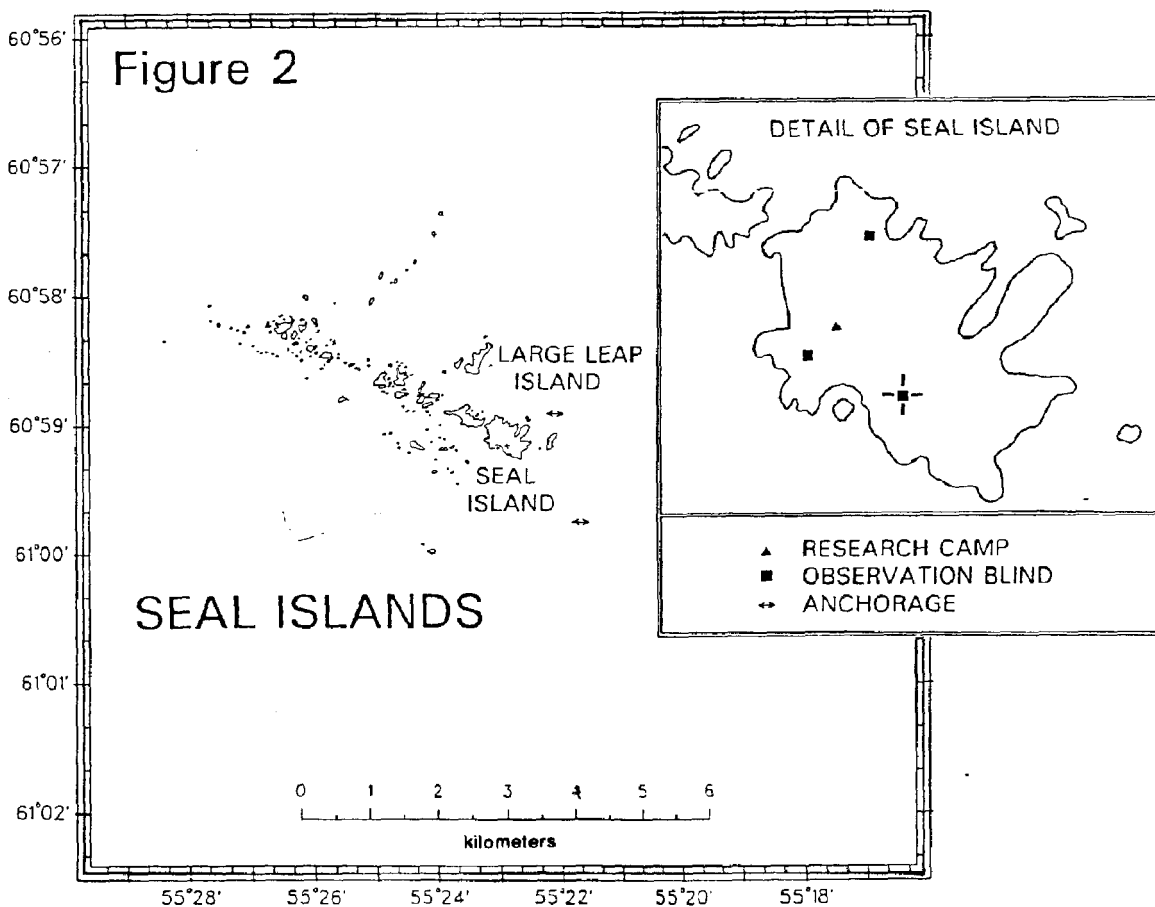 Figure 2
60°56'
60°57'
60°58'
60°59'
61°00'
61°01'
61°02'
LARGE LEAP
ISLAND
SEAL
ISLAND
SEAL ISLANDS
0 1 2 3 4 5 6
kilometers
55°28' 55°26' 55°24' 55°22' 55°20' 55°18'
DETAIL OF SEAL ISLAND
RESEARCH CAMP
OBSERVATION BLIND
ANCHORAGE